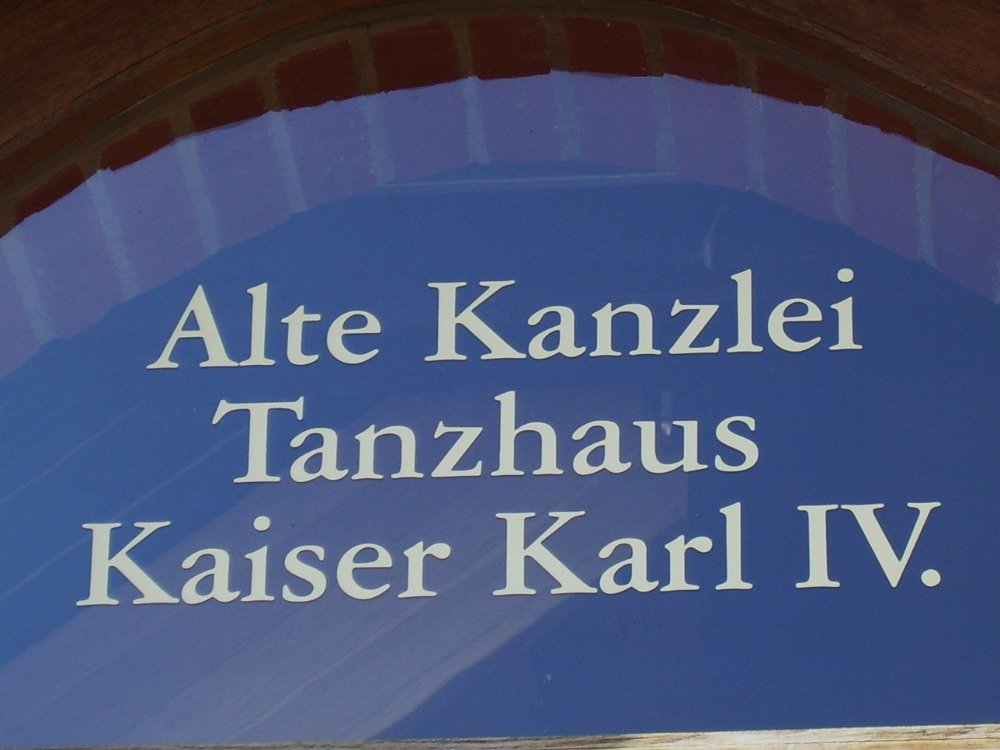 Alte Kanzlei
Tanzhaus
Kaiser Karl IV.